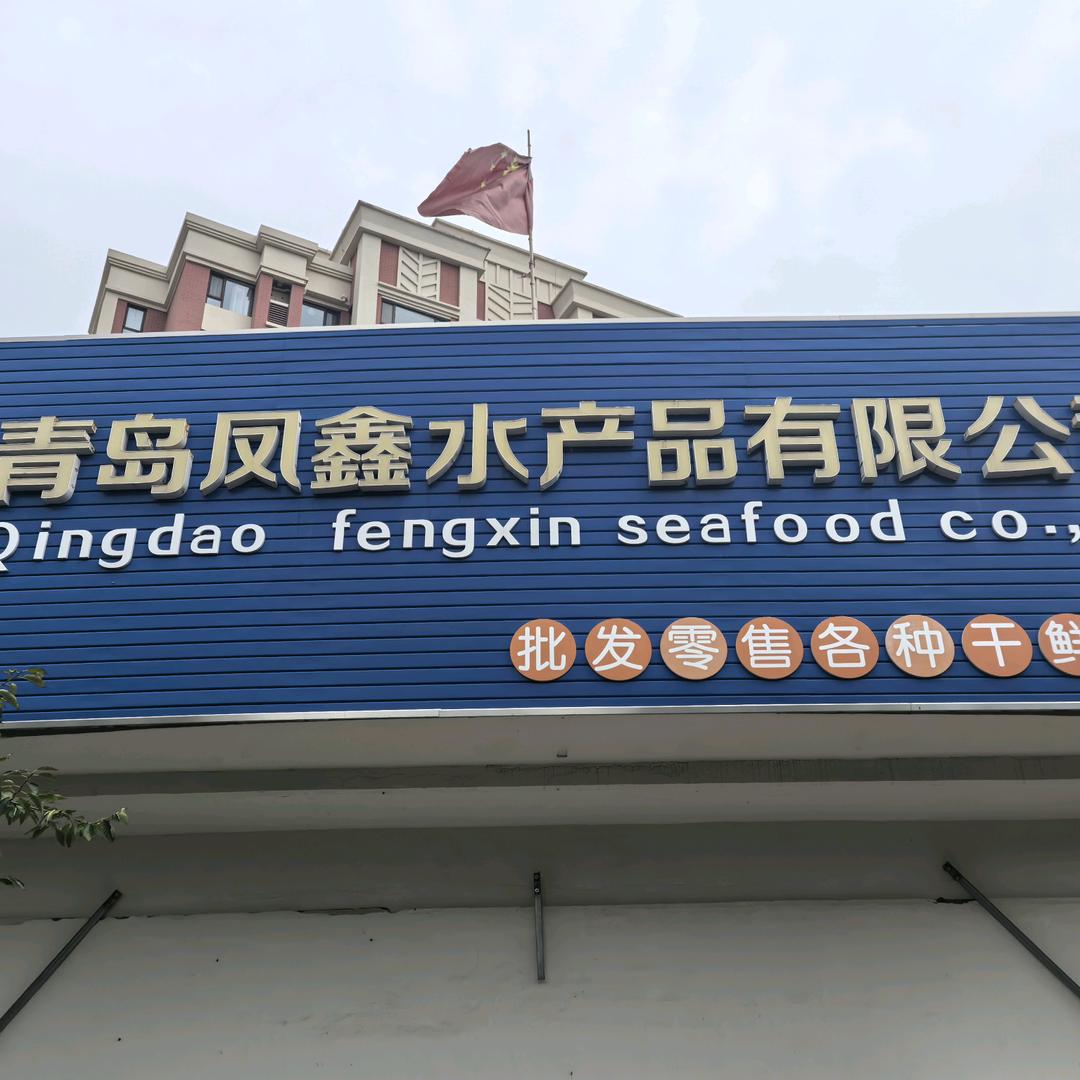 青岛凤鑫水产品有限公
Qingdao fengxin seafood co.,
批发零售各种干鲜